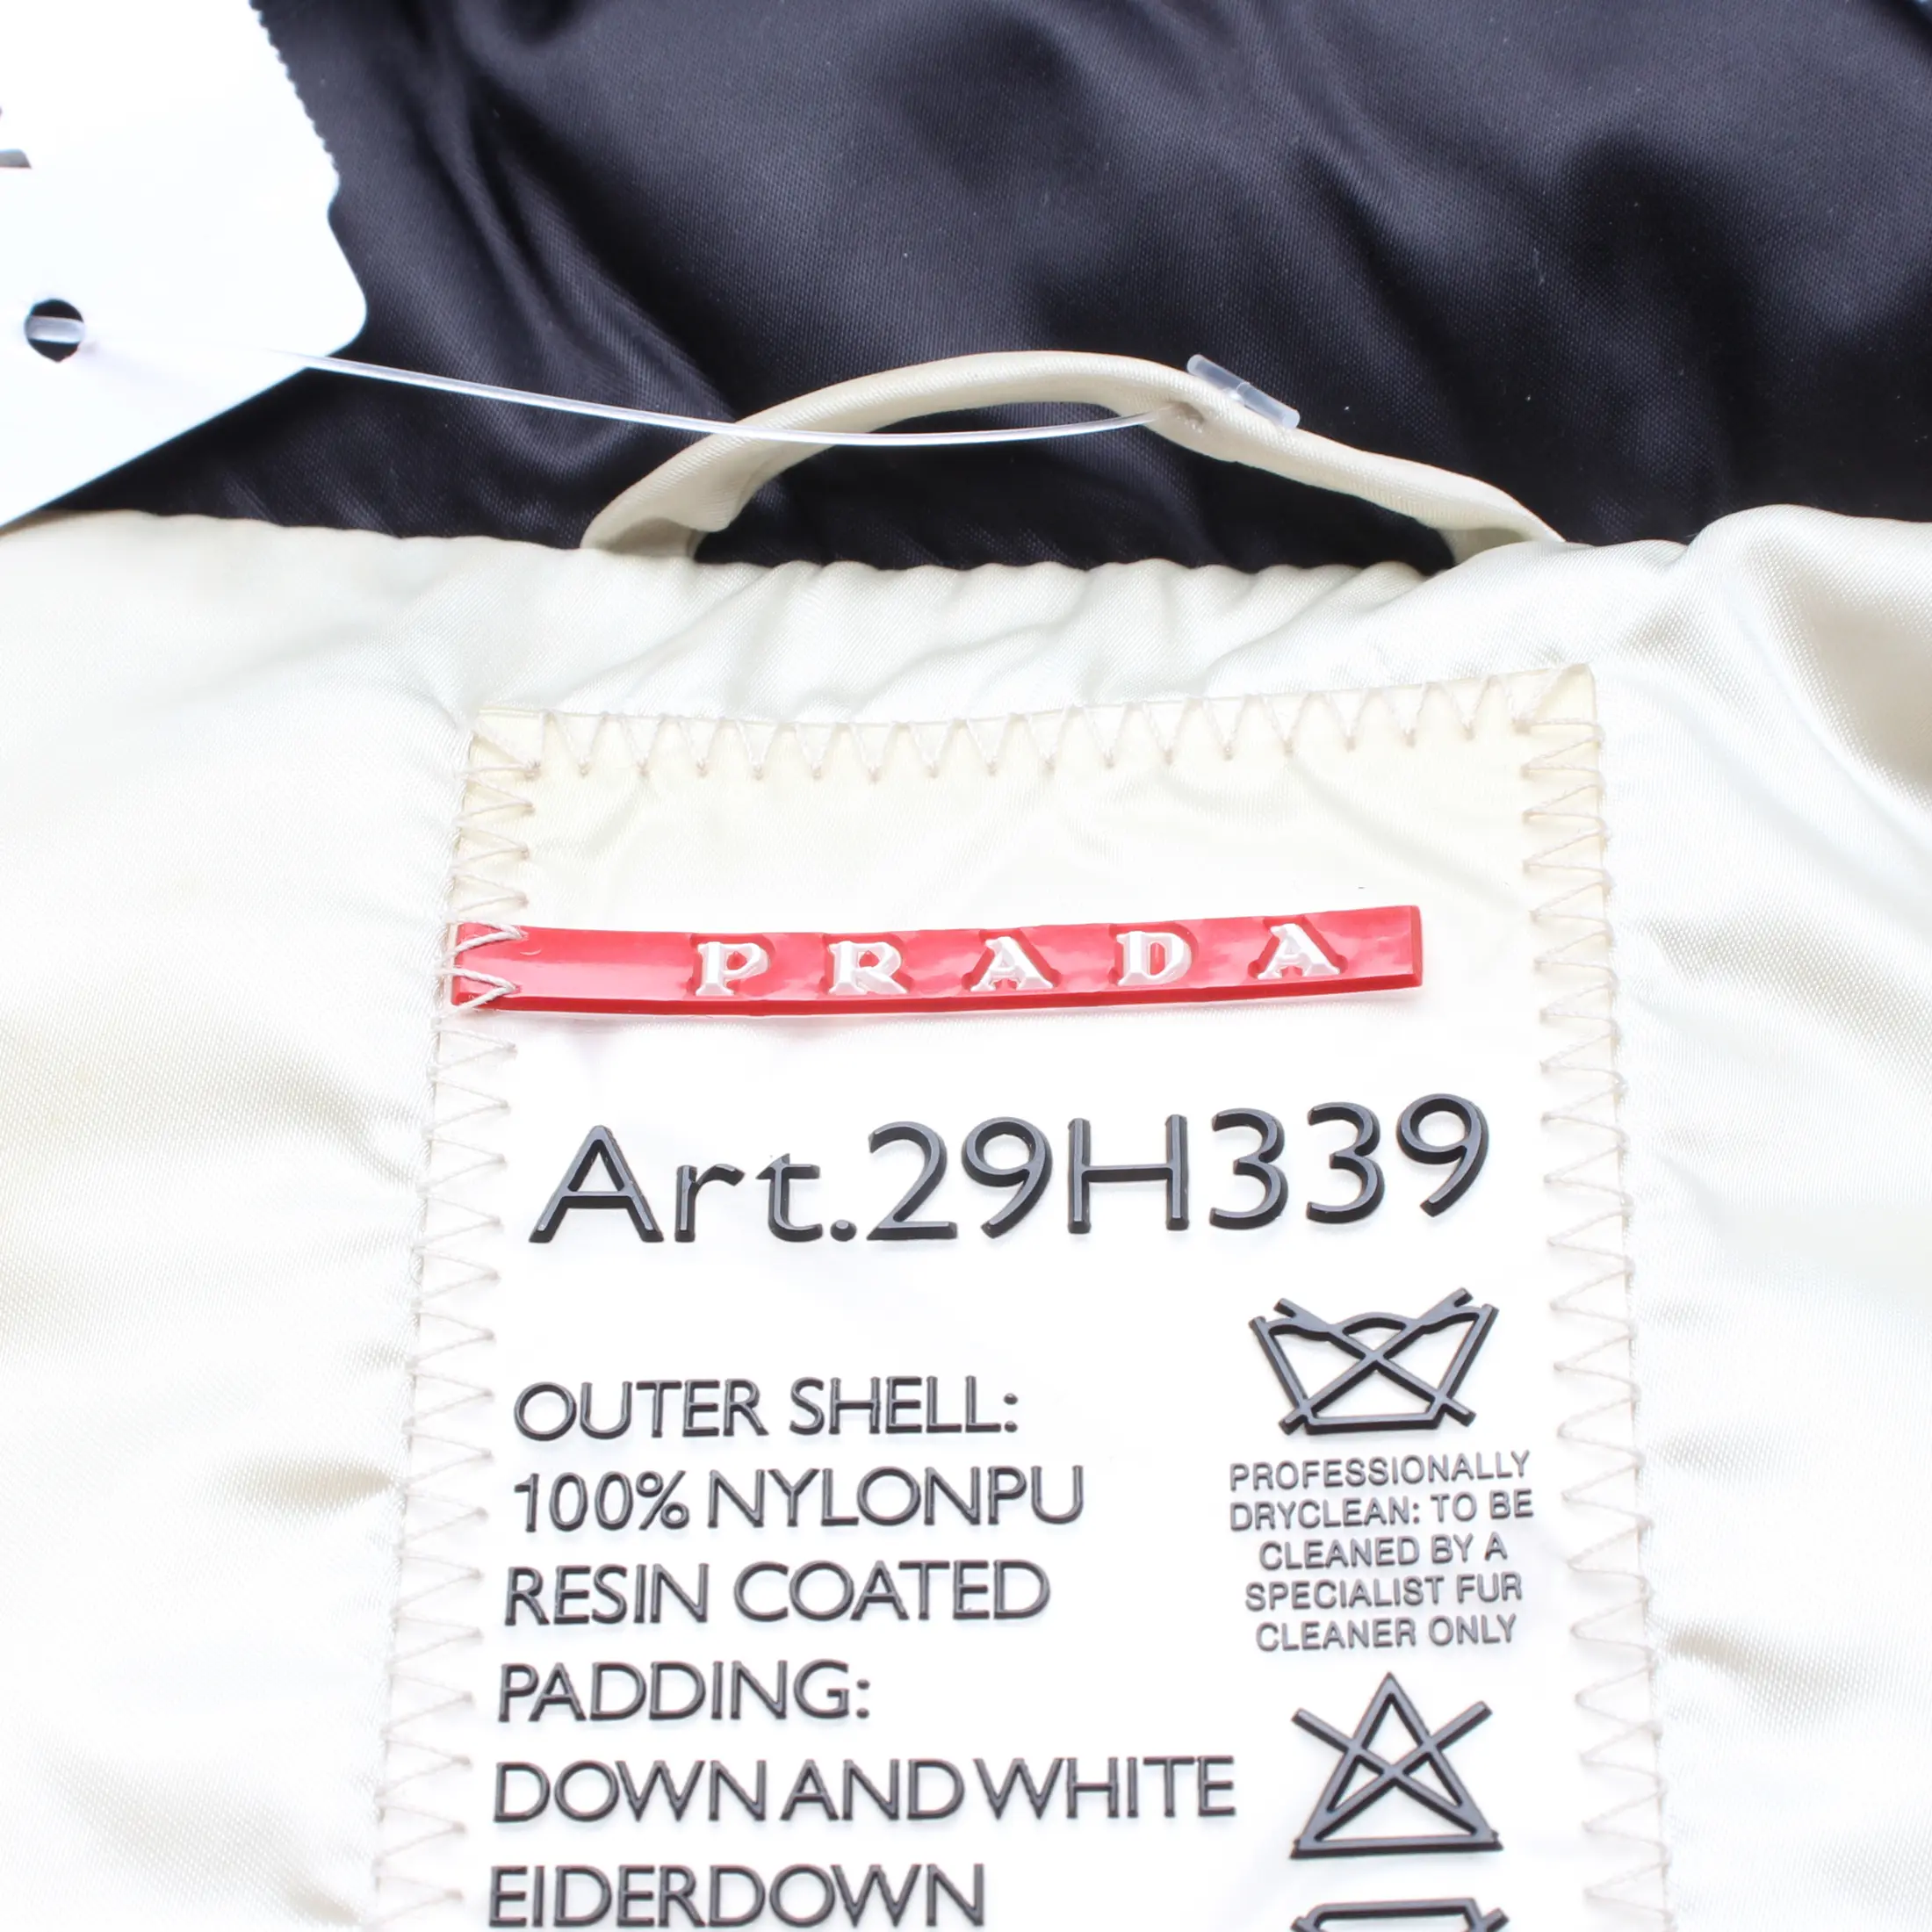 PRADA
Art.29H339
OUTER SHELL:
100% NYLONPU
RESIN COATED
PADDING:
DOWN AND WHITE
EIDERDOWN
PROFESSIONALLY
DRYCLEAN: TO BE
CLEANED BY A
SPECIALIST FUR
CLEANER ONLY